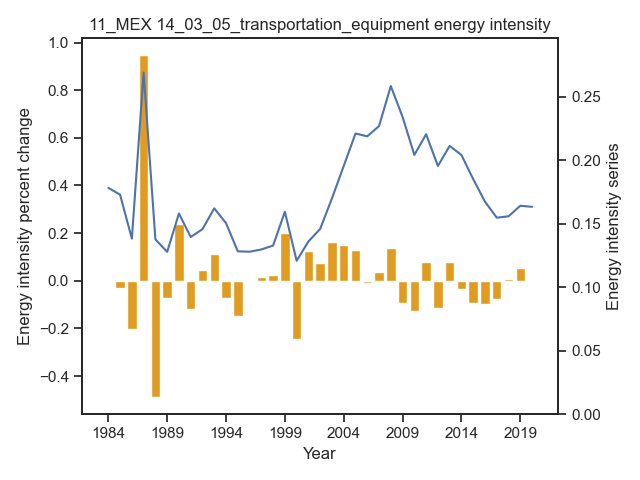 11_MEX 14_03_05_transportation_equipment energy intensity
Energy intensity percent change
1.0
0.8
0.6
0.4
0.2
0.0
−0.2
−0.4
0.25
0.20
0.15
0.10
0.05
0.00
Energy intensity series
1984 1989 1994 1999 2004 2009 2014 2019
Year